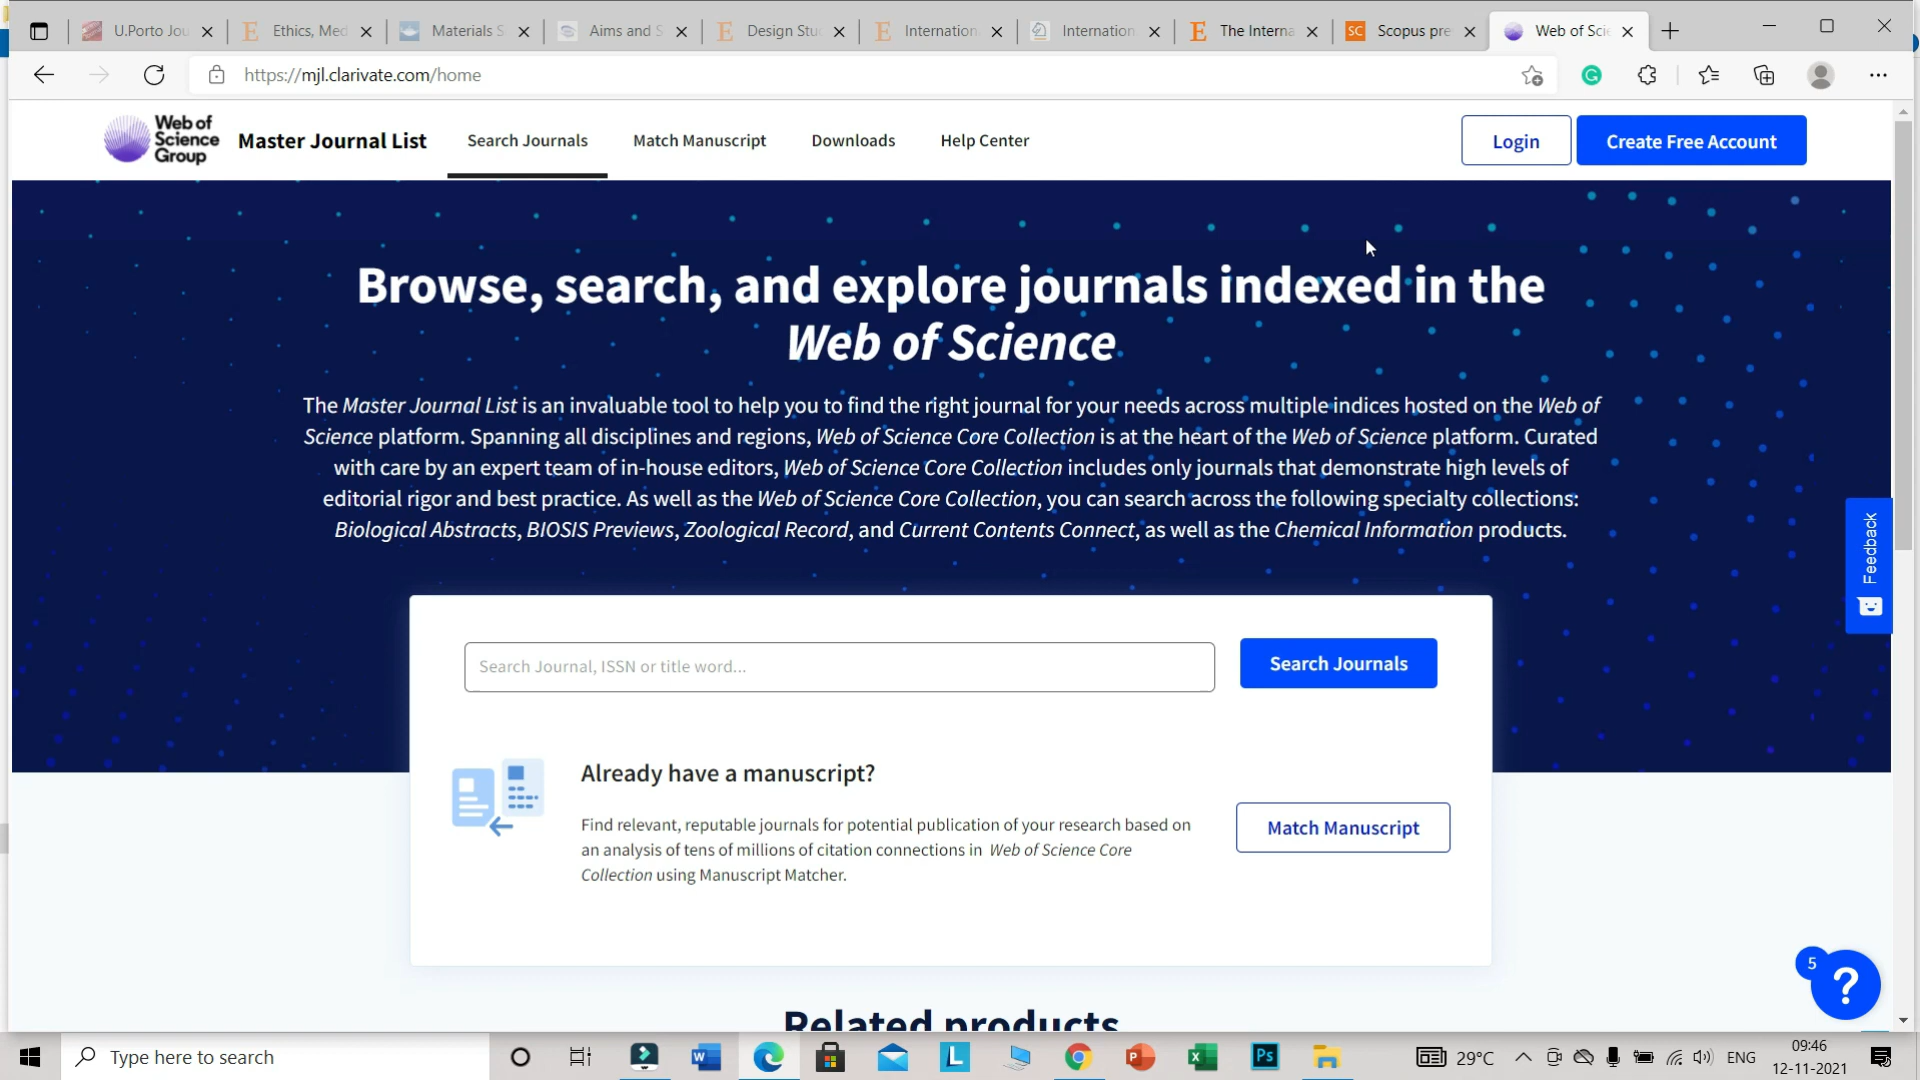 U.Porto Jou
Ethics, Med
Materials S
Aims and S
Design Stu
Internation
Internation
The Interna
SC
Scopus pre
Web of Scie
https://mjl.clarivate.com/home
Web of
Science
Group
Master Journal List
Search Journals
Match Manuscript
Downloads
Help Center
Login
Create Free Account
Browse, search, and explore journals indexed in the
Web of Science
The Master Journal List is an invaluable tool to help you to find the right journal for your needs across multiple indices hosted on the Web of
Science platform. Spanning all disciplines and regions, Web of Science Core Collection is at the heart of the Web of Science platform. Curated
with care by an expert team of in-house editors, Web of Science Core Collection includes only journals that demonstrate high levels of
editorial rigor and best practice. As well as the Web of Science Core Collection, you can search across the following specialty collections:
Biological Abstracts, BIOSIS Previews, Zoological Record, and Current Contents Connect, as well as the Chemical Information products.
Feedback
Search Journal, ISSN or title word...
Search Journals
Already have a manuscript?
Find relevant, reputable journals for potential publication of your research based on
an analysis of tens of millions of citation connections in Web of Science Core
Collection using Manuscript Matcher.
Match Manuscript
5
?
Related products
Type here to search
29°C
ENG
09:46
12-11-2021